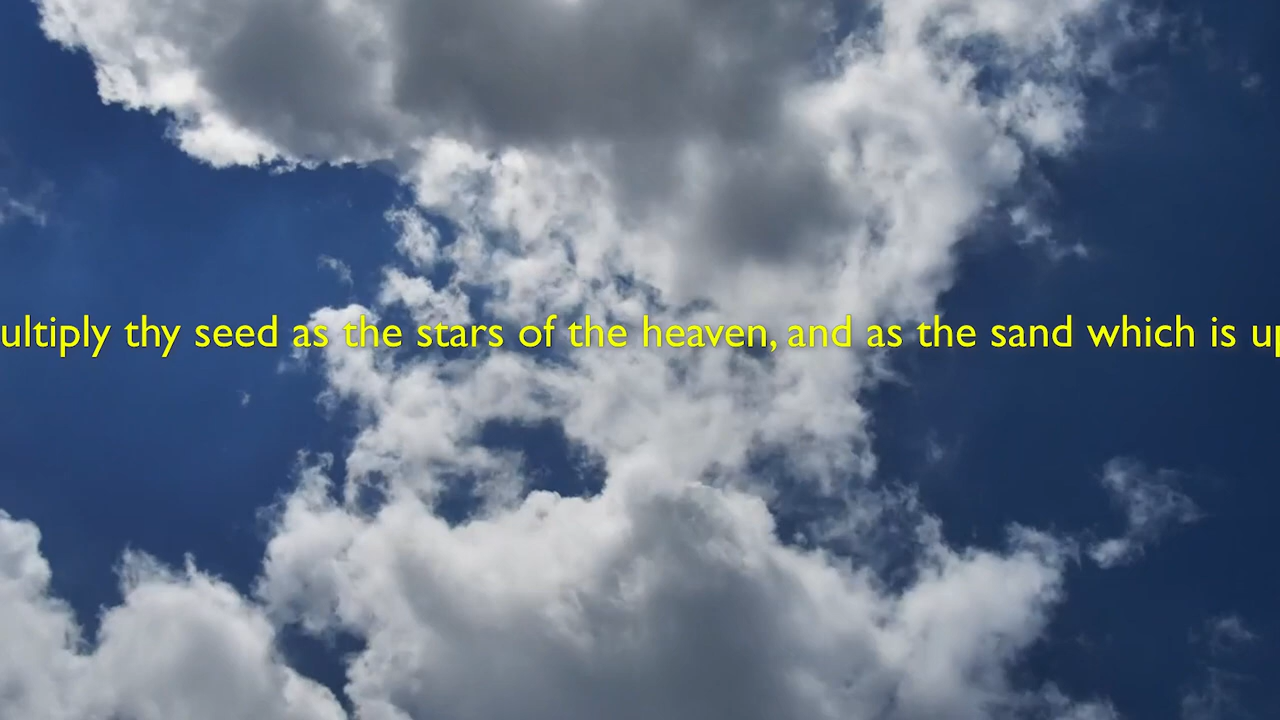 ultiply thy seed as the stars of the heaven, and as the sand which is up